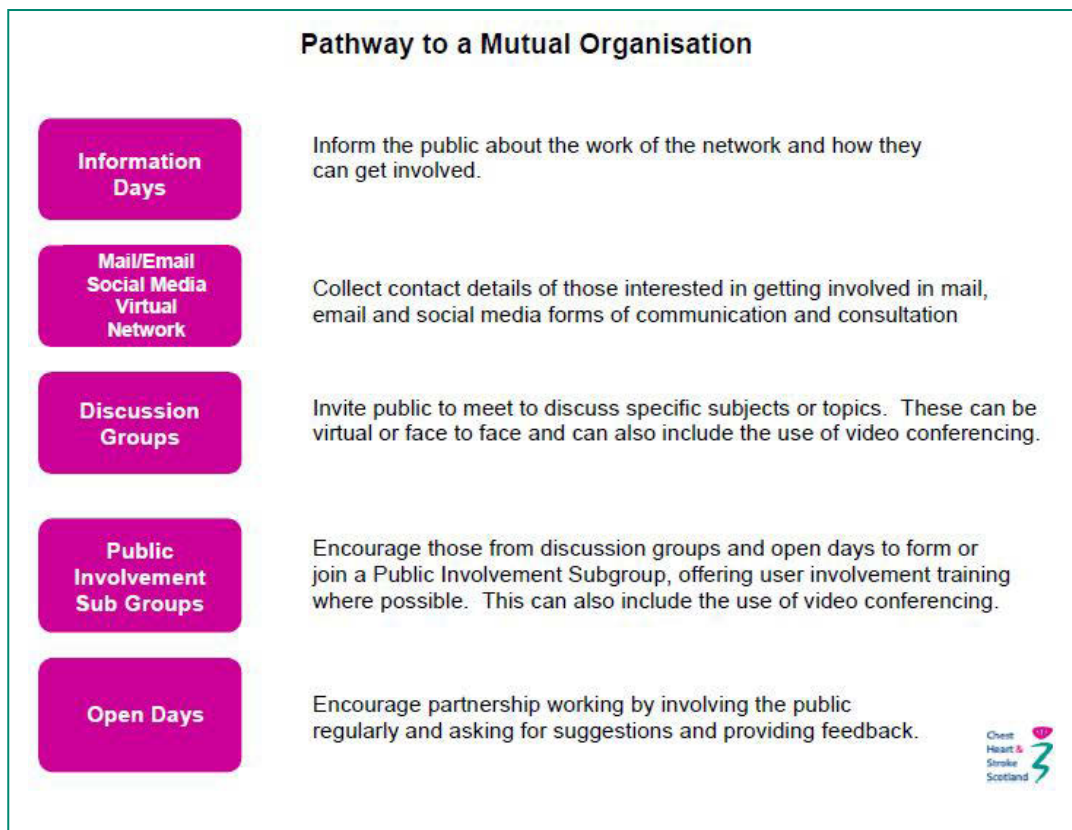 Pathway to a Mutual Organisation
Information
Days
Inform the public about the work of the network and how they
can get involved.
Mail/Email
Social Media
Virtual
Network
Collect contact details of those interested in getting involved in mail,
email and social media forms of communication and consultation
Discussion
Groups
Invite public to meet to discuss specific subjects or topics.  These can be
virtual or face to face and can also include the use of video conferencing.
Public
Involvement
Sub Groups
Encourage those from discussion groups and open days to form or
join a Public Involvement Subgroup, offering user involvement training
where possible.  This can also include the use of video conferencing.
Open Days
Encourage partnership working by involving the public
regularly and asking for suggestions and providing feedback.
Chest
Heart &
Stroke
Scotland